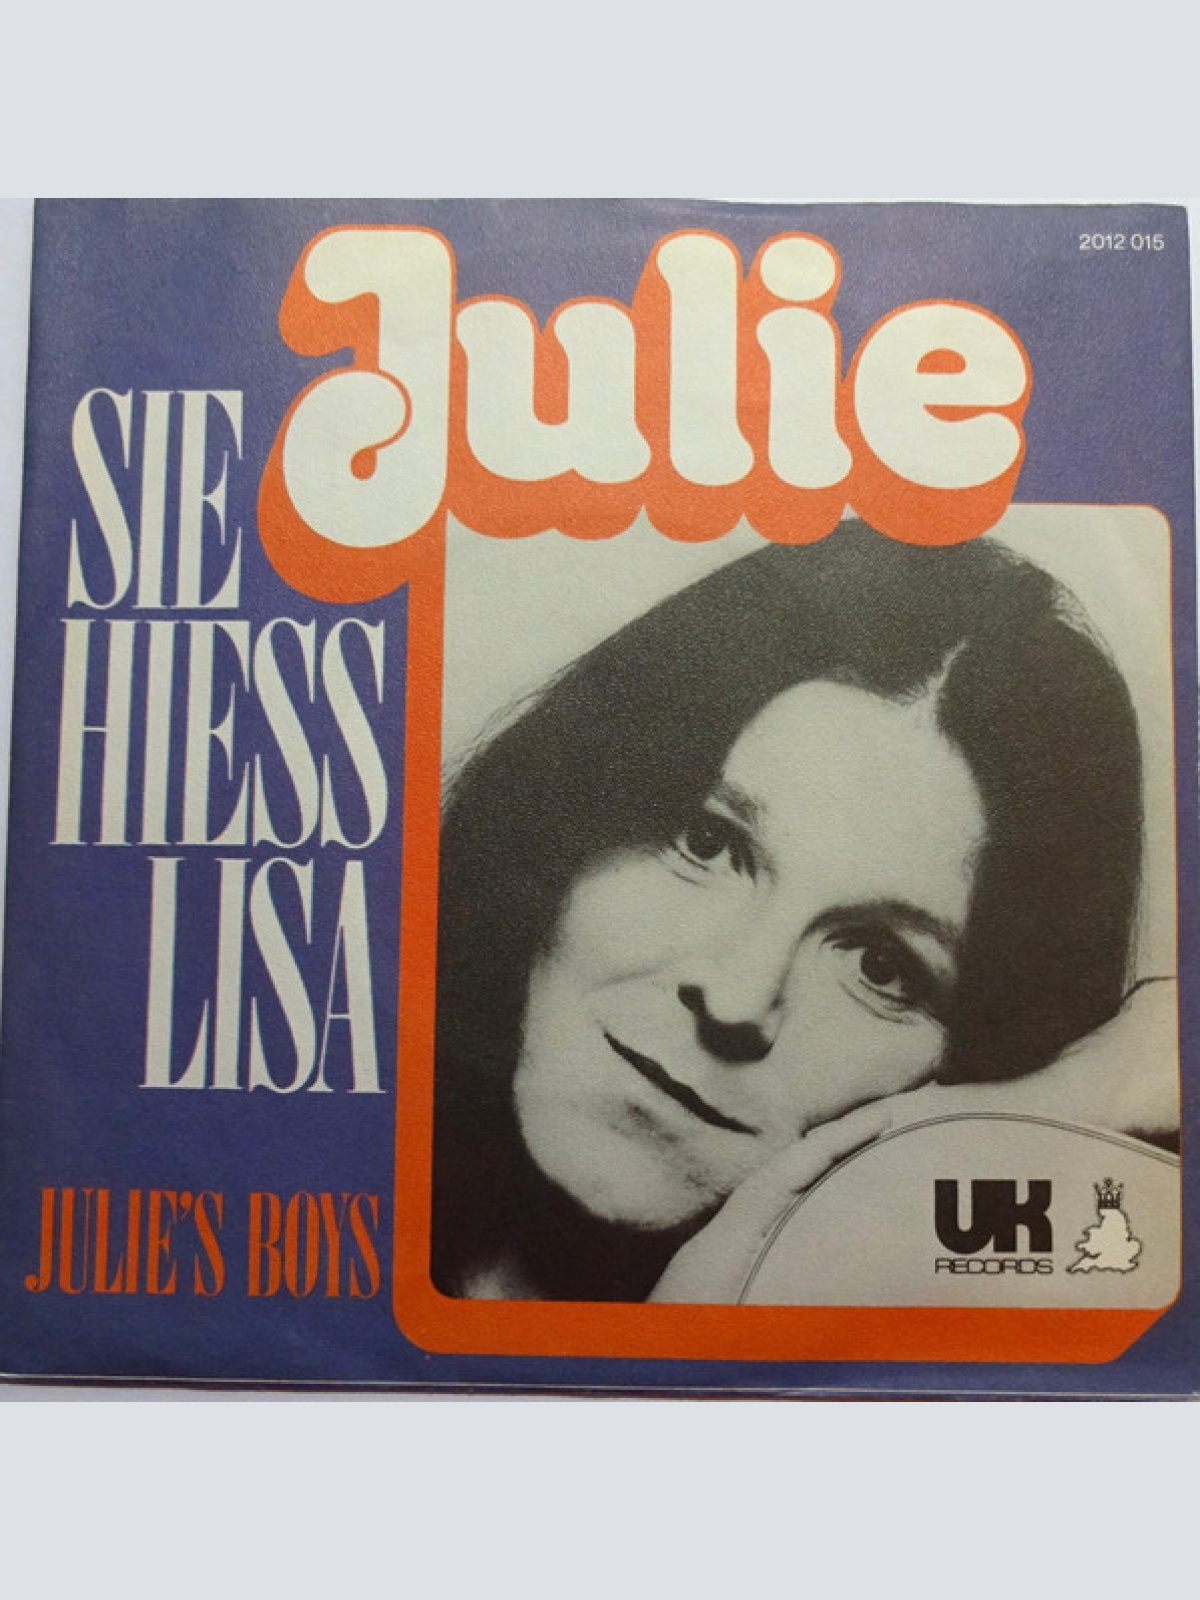 2012 015
Julie
SIE
HIESS
LISA
JULIE'S BOYS
UK
RECORDS